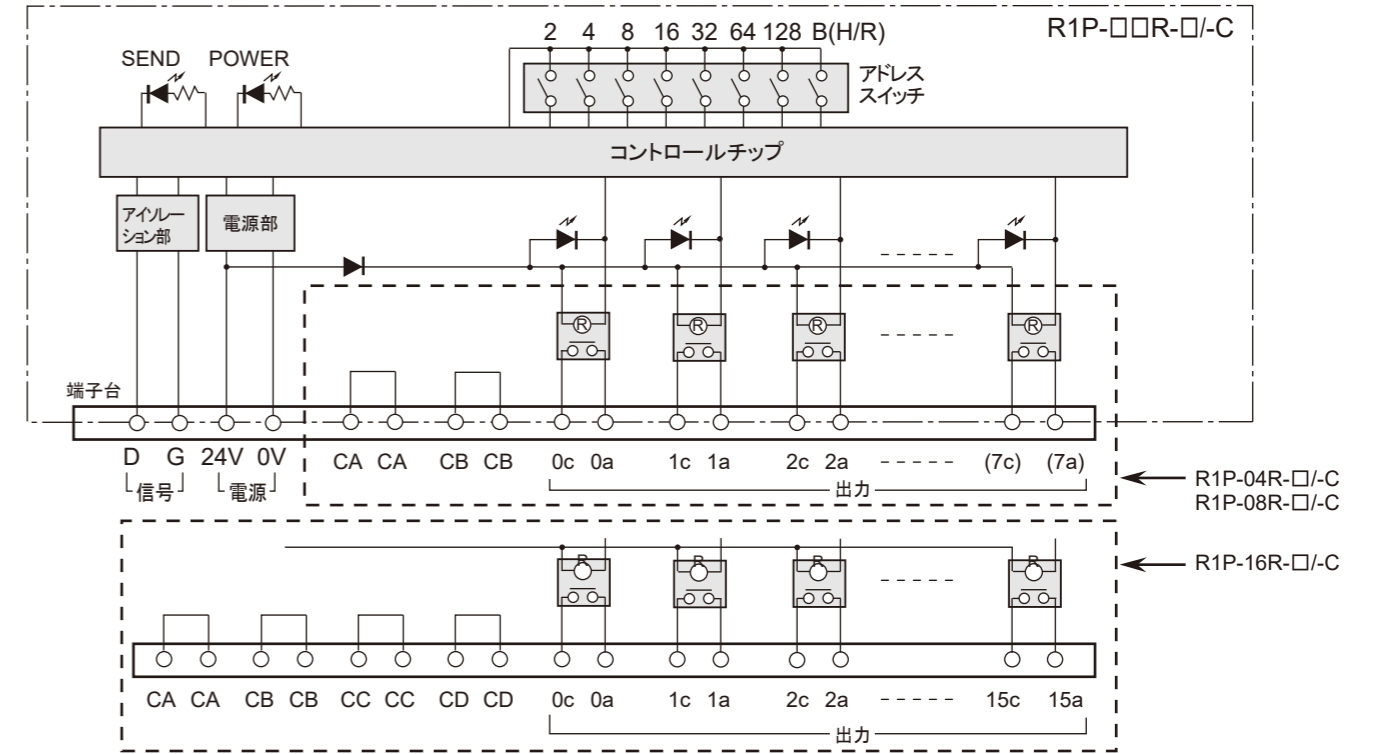 R1P-□□R-□/-C
2 4 8 16 32 64 128 B(H/R)
SEND POWER
アドレス
スイッチ
コントロールチップ
アイソレー
ション部
電源部
R R R R
端子台
D G 24V 0V CA CA CB CB 0c 0a 1c 1a 2c 2a (7c) (7a)
信号 電源 出力
R1P-04R-□/-C
R1P-08R-□/-C
R R R R
R1P-16R-□/-C
CA CA CB CB CC CC CD CD 0c 0a 1c 1a 2c 2a 15c 15a
出力